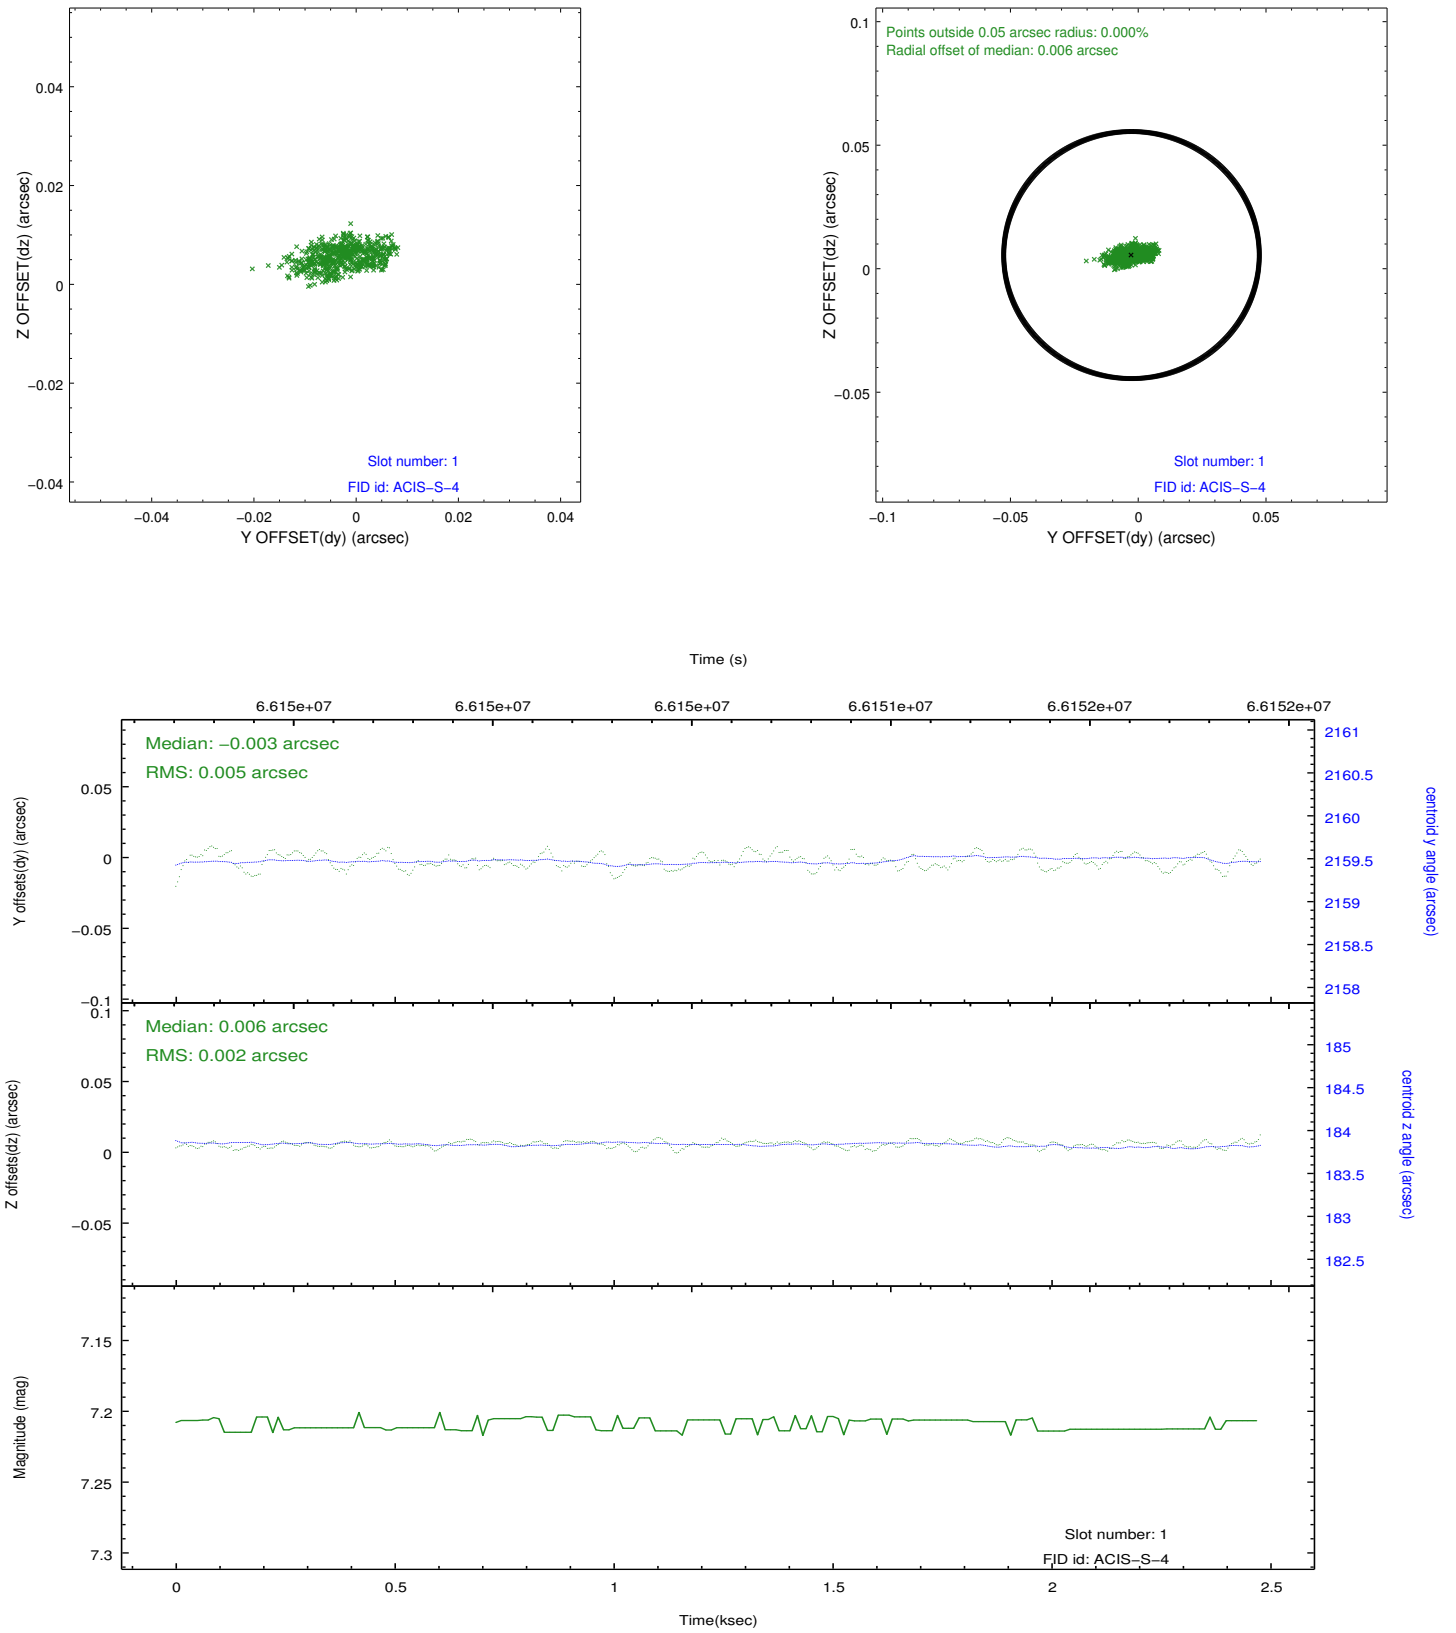 0.04
0.02
0
−0.02
−0.04
Z OFFSET(dz) (arcsec)
Slot number: 1
FID id: ACIS−S−4
−0.04 −0.02 0 0.02 0.04
Y OFFSET(dy) (arcsec)
Points outside 0.05 arcsec radius: 0.000%
Radial offset of median: 0.006 arcsec
0.1
0.05
0
−0.05
Z OFFSET(dz) (arcsec)
Slot number: 1
FID id: ACIS−S−4
−0.1 −0.05 0 0.05
Y OFFSET(dy) (arcsec)
Time (s)
6.615e+07 6.615e+07 6.615e+07 6.6151e+07 6.6152e+07 6.6152e+07
Median: −0.003 arcsec
RMS: 0.005 arcsec
0.05
0
−0.05
−0.1
Y offsets(dy) (arcsec)
2161
2160.5
2160
2159.5
2159
2158.5
2158
centroid y angle (arcsec)
Median: 0.006 arcsec
RMS: 0.002 arcsec
0.1
0.05
0
−0.05
Z offsets(dz) (arcsec)
185
184.5
184
183.5
183
182.5
centroid z angle (arcsec)
7.15
7.2
7.25
7.3
Magnitude (mag)
Slot number: 1
FID id: ACIS−S−4
0 0.5 1 1.5 2 2.5
Time(ksec)